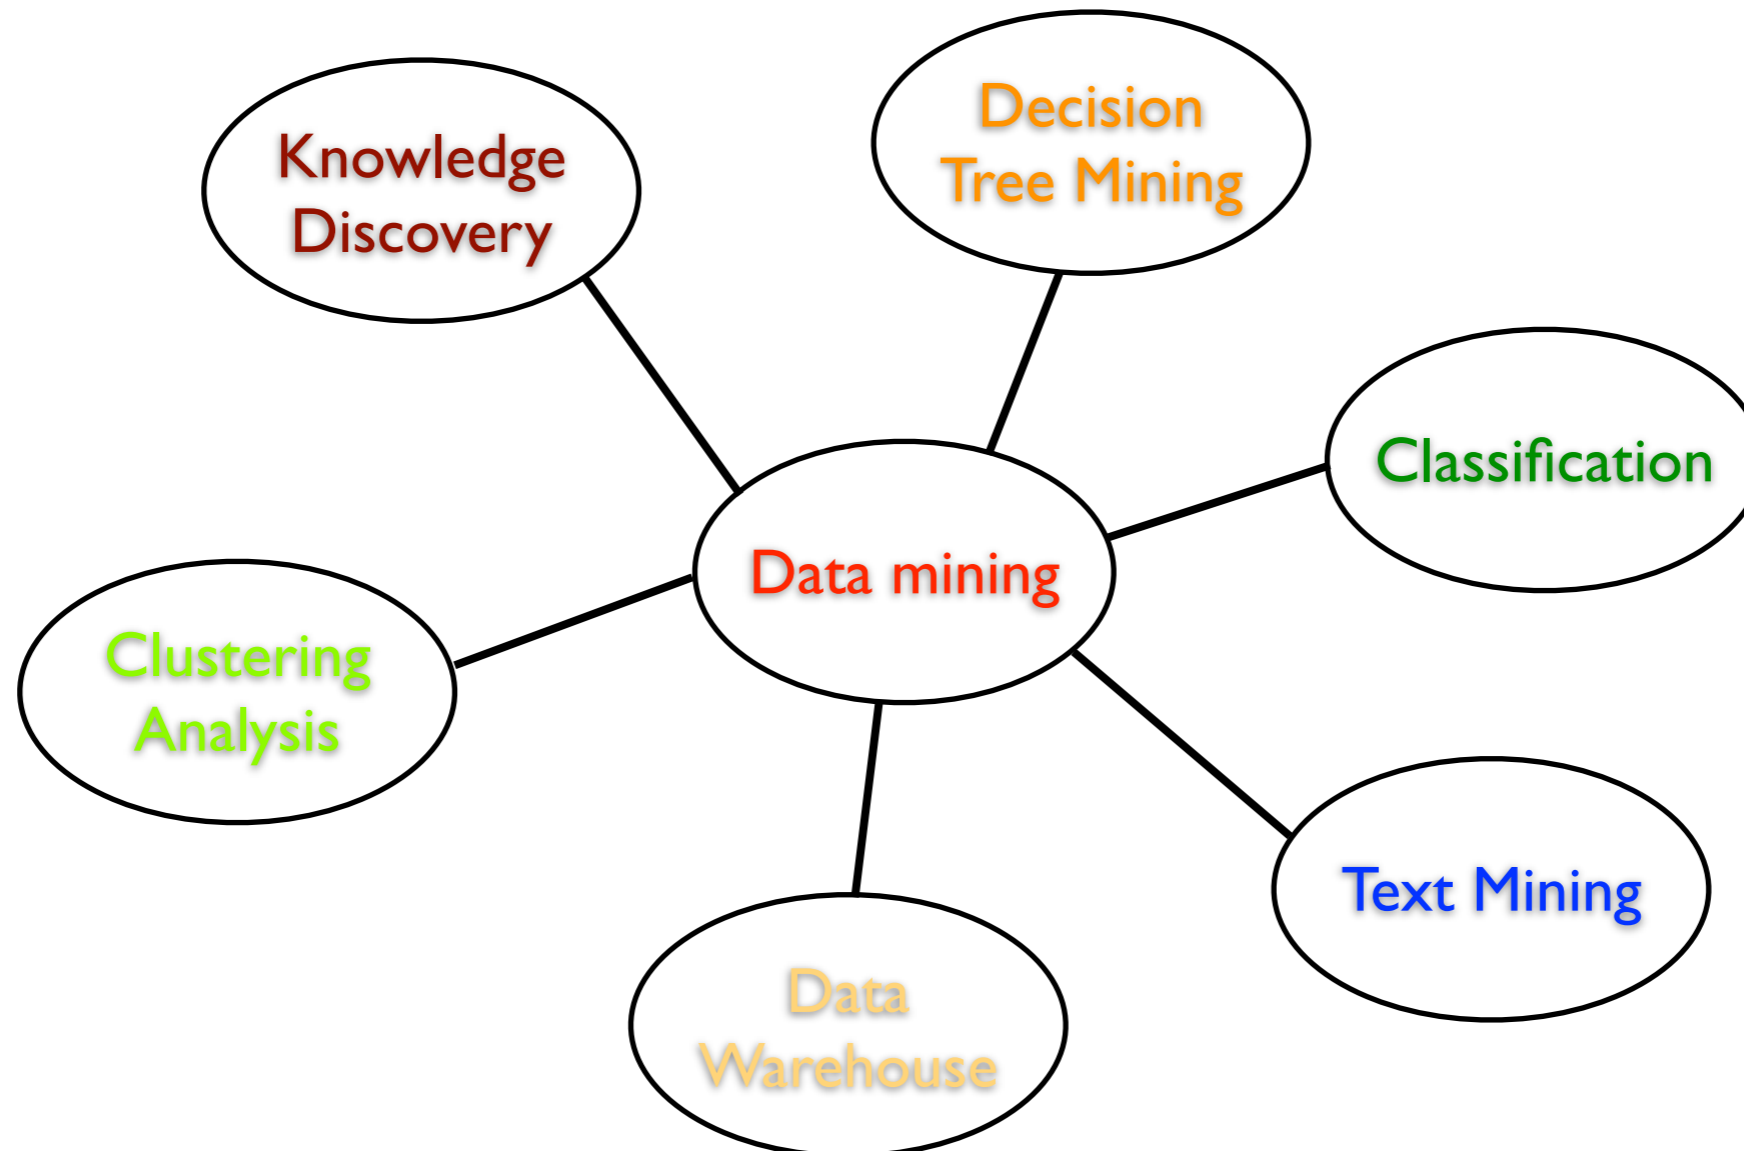 Decision
Tree Mining
Knowledge
Discovery
Classification
Data mining
Clustering
Analysis
Text Mining
Data
Warehouse